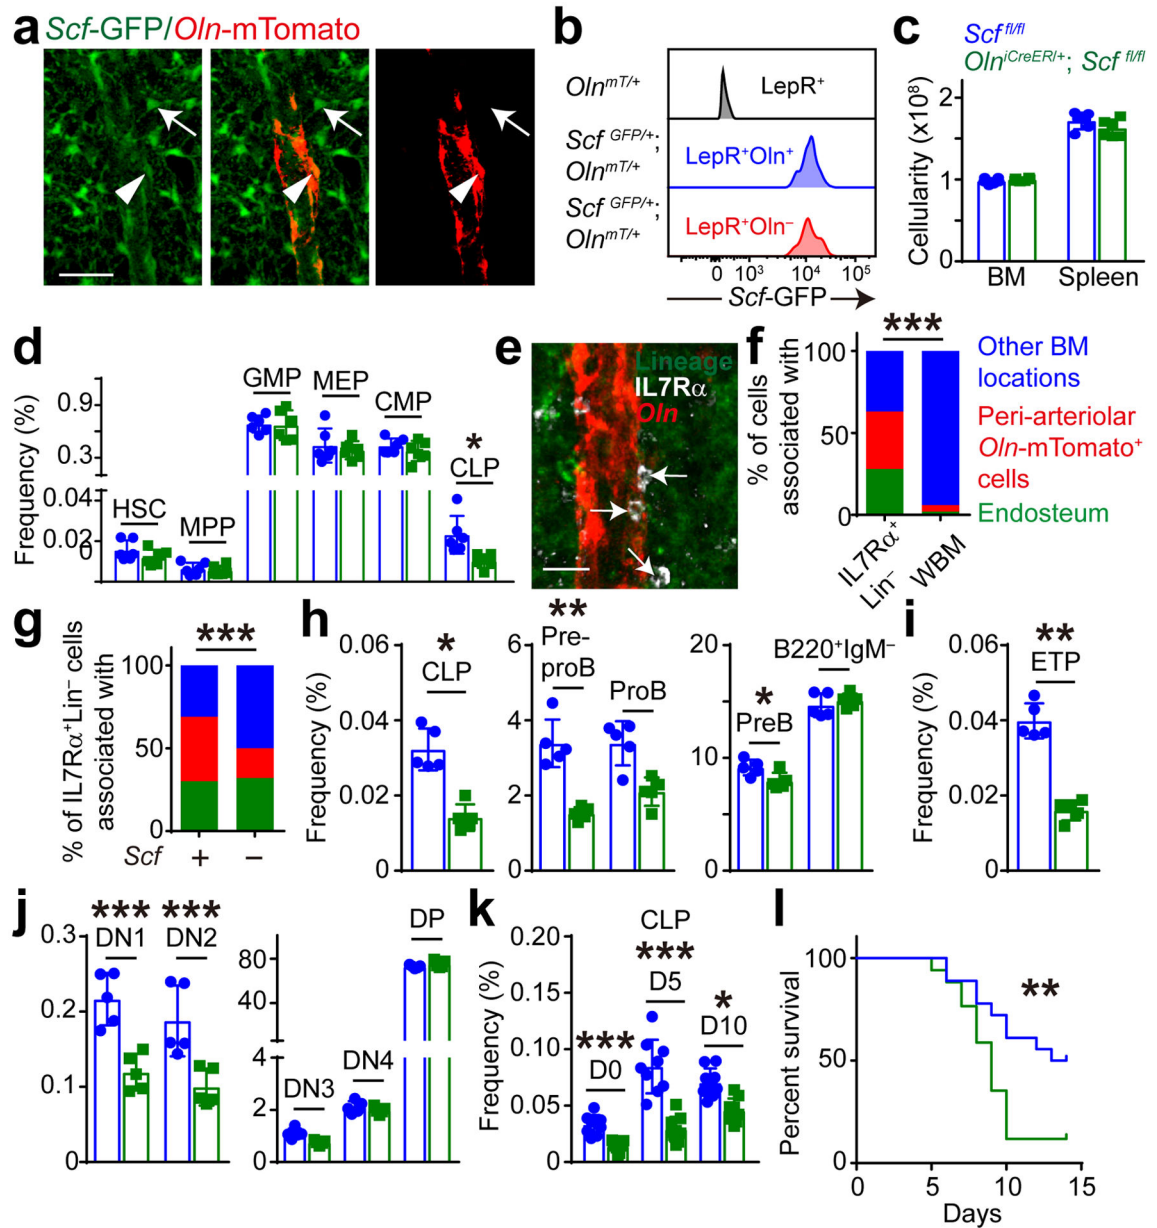 a
Scf-GFP/Oln-mTomato
b
Oln^mT/+
LepR⁺
Scf^GFP/+;
Oln^mT/+
LepR⁺Oln⁺
Scf^GFP/+;
Oln^mT/+
LepR⁺Oln⁻
0 10³ 10⁴ 10⁵
Scf-GFP
c
Scf^fl/fl
Oln^iCreER/+; Scf^fl/fl
Cellularity (x10⁸)
2
1
0
BM Spleen
d
Frequency (%)
0.9
0.3
0.04
0.02
HSC
MPP
GMP
MEP
CMP
*
CLP
e
Lineage
IL7Rα
Oln
f
% of cells
associated with
100
50
0
***
IL7Rα⁺
Lin⁻
WBM
Other BM
locations
Peri-arteriolar
Oln-mTomato⁺
cells
Endosteum
g
% of IL7Rα⁺Lin⁻ cells
associated with
100
50
0
***
Scf + −
h
Frequency (%)
0.06
0.04
0.02
0
*
CLP
6
4
2
0
**
Pre-
proB
ProB
20
10
0
*
PreB
B220⁺IgM⁻
i
Frequency (%)
0.06
0.04
0.02
0
**
ETP
j
0.3
0.2
0.1
0
*** ***
DN1 DN2
80
40
4
2
0
DN3
DN4
DP
k
Frequency (%)
0.20
0.15
0.10
0.05
0
CLP
***
D0
***
D5
*
D10
l
Percent survival
100
50
0
**
0 5 10 15
Days